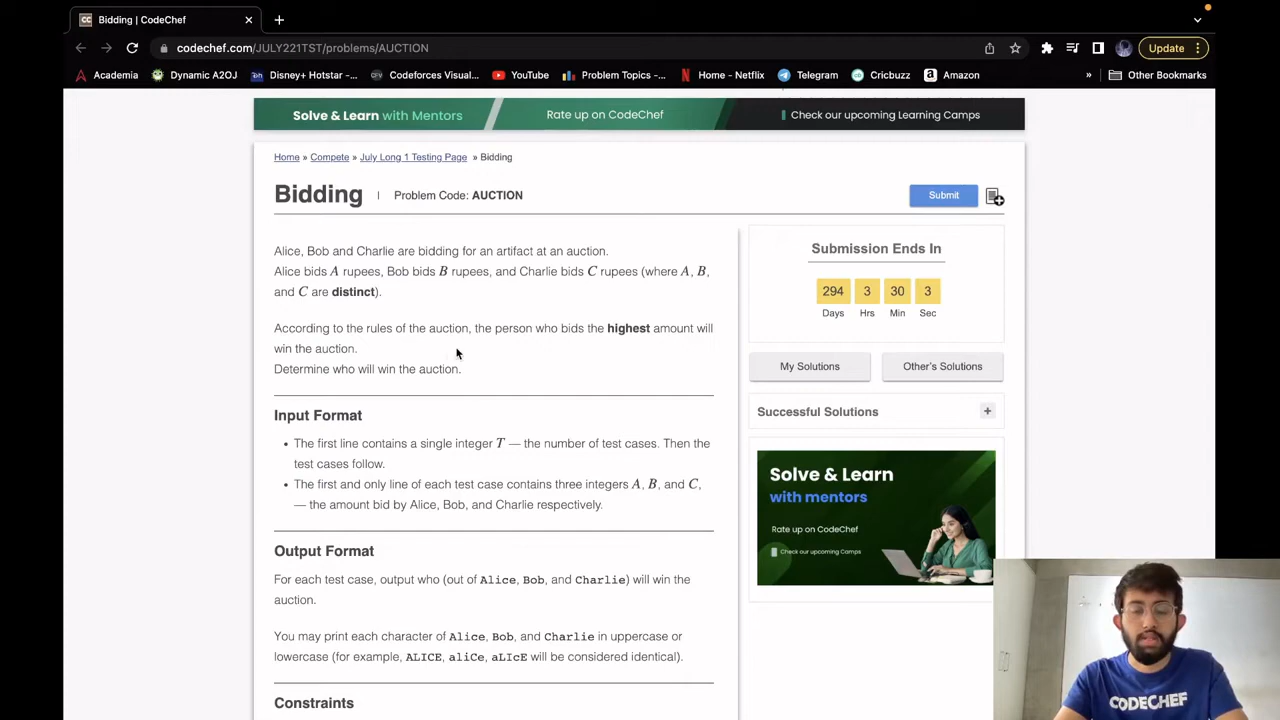 CC Bidding | CodeChef
codechef.com/JULY221TST/problems/AUCTION
Update
Academia Dynamic A2OJ Disney+ Hotstar -... Codeforces Visual... YouTube Problem Topics -... Home - Netflix Telegram Cricbuzz Amazon » Other Bookmarks
Solve & Learn with Mentors Rate up on CodeChef Check our upcoming Learning Camps
Home » Compete » July Long 1 Testing Page » Bidding
Bidding | Problem Code: AUCTION Submit
Alice, Bob and Charlie are bidding for an artifact at an auction.
Alice bids A rupees, Bob bids B rupees, and Charlie bids C rupees (where A, B,
and C are distinct).
According to the rules of the auction, the person who bids the highest amount will
win the auction.
Determine who will win the auction.
Input Format
• The first line contains a single integer T — the number of test cases. Then the
test cases follow.
• The first and only line of each test case contains three integers A, B, and C,
— the amount bid by Alice, Bob, and Charlie respectively.
Output Format
For each test case, output who (out of Alice, Bob, and Charlie) will win the
auction.
You may print each character of Alice, Bob, and Charlie in uppercase or
lowercase (for example, ALICE, aliCe, aLIcE will be considered identical).
Constraints
Submission Ends In
294 3 30 3
Days Hrs Min Sec
My Solutions Other's Solutions
Successful Solutions +
Solve & Learn
with mentors
Rate up on CodeChef
Check our upcoming Camps
CODECHEF